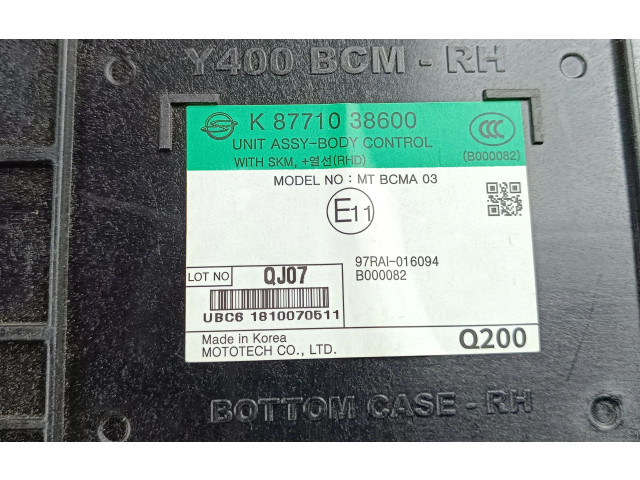 Y400 BCM - RH
K 87710 38600
UNIT ASSY-BODY CONTROL
WITH SKM, +열선(RHD)
CCC
(B000082)
MODEL NO : MT BCMA 03
E11
97RAI-016094
B000082
LOT NO QJ07
UBC6 1810070511
Made in Korea
MOTOTECH CO., LTD.
Q200
BOTTOM CASE - RH